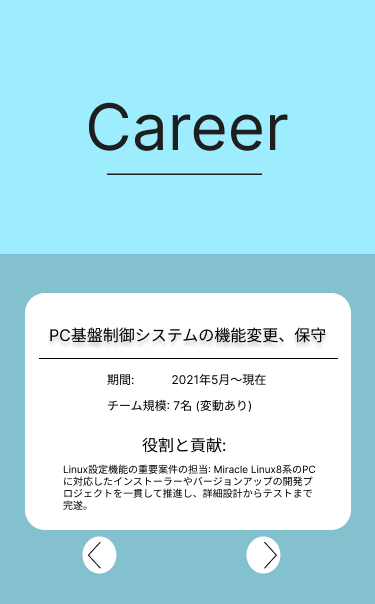 Career
PC基盤制御システムの機能変更、保守
期間: 2021年5月〜現在
チーム規模: 7名 (変動あり)
役割と貢献:
Linux設定機能の重要案件の担当: Miracle Linux8系のPC
に対応したインストーラーやバージョンアップの開発プ
ロジェクトを一貫して推進し、詳細設計からテストまで
完遂。